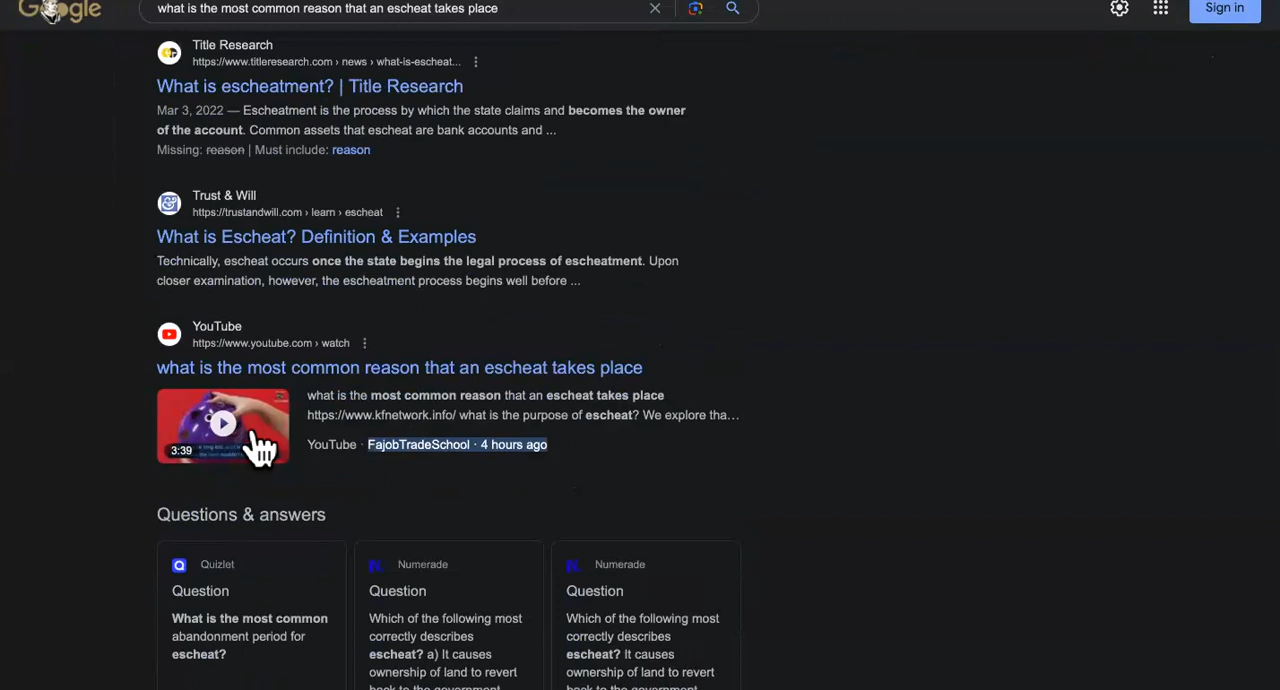 Google
what is the most common reason that an escheat takes place
Sign in
Title Research
https://www.titleresearch.com › news › what-is-escheat...
What is escheatment? | Title Research
Mar 3, 2022 — Escheatment is the process by which the state claims and becomes the owner
of the account. Common assets that escheat are bank accounts and ...
Missing: reason | Must include: reason
Trust & Will
https://trustandwill.com › learn › escheat
What is Escheat? Definition & Examples
Technically, escheat occurs once the state begins the legal process of escheatment. Upon
closer examination, however, the escheatment process begins well before ...
YouTube
https://www.youtube.com › watch
what is the most common reason that an escheat takes place
what is the most common reason that an escheat takes place
https://www.kfnetwork.info/ what is the purpose of escheat? We explore tha...
3:39
YouTube · FajobTradeSchool · 4 hours ago
Questions & answers
Quizlet
Question
What is the most common
abandonment period for
escheat?
Numerade
Question
Which of the following most
correctly describes
escheat? a) It causes
ownership of land to revert
back to the government
Numerade
Question
Which of the following most
correctly describes
escheat? It causes
ownership of land to revert
back to the government